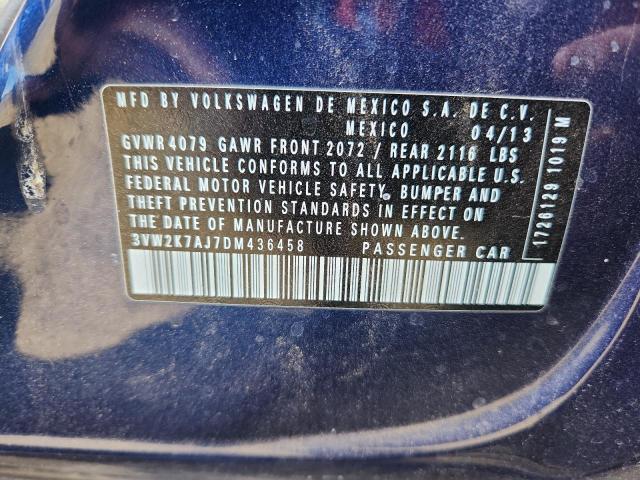 MFD BY VOLKSWAGEN DE MEXICO S.A. DE C.V.
MEXICO 04/13
GVWR 4079 GAWR FRONT 2072 / REAR 2116 LBS
THIS VEHICLE CONFORMS TO ALL APPLICABLE U.S.
FEDERAL MOTOR VEHICLE SAFETY, BUMPER AND
THEFT PREVENTION STANDARDS IN EFFECT ON
THE DATE OF MANUFACTURE SHOWN ABOVE.
3VW2K7AJ7DM436458 PASSENGER CAR
1726129 1019 M